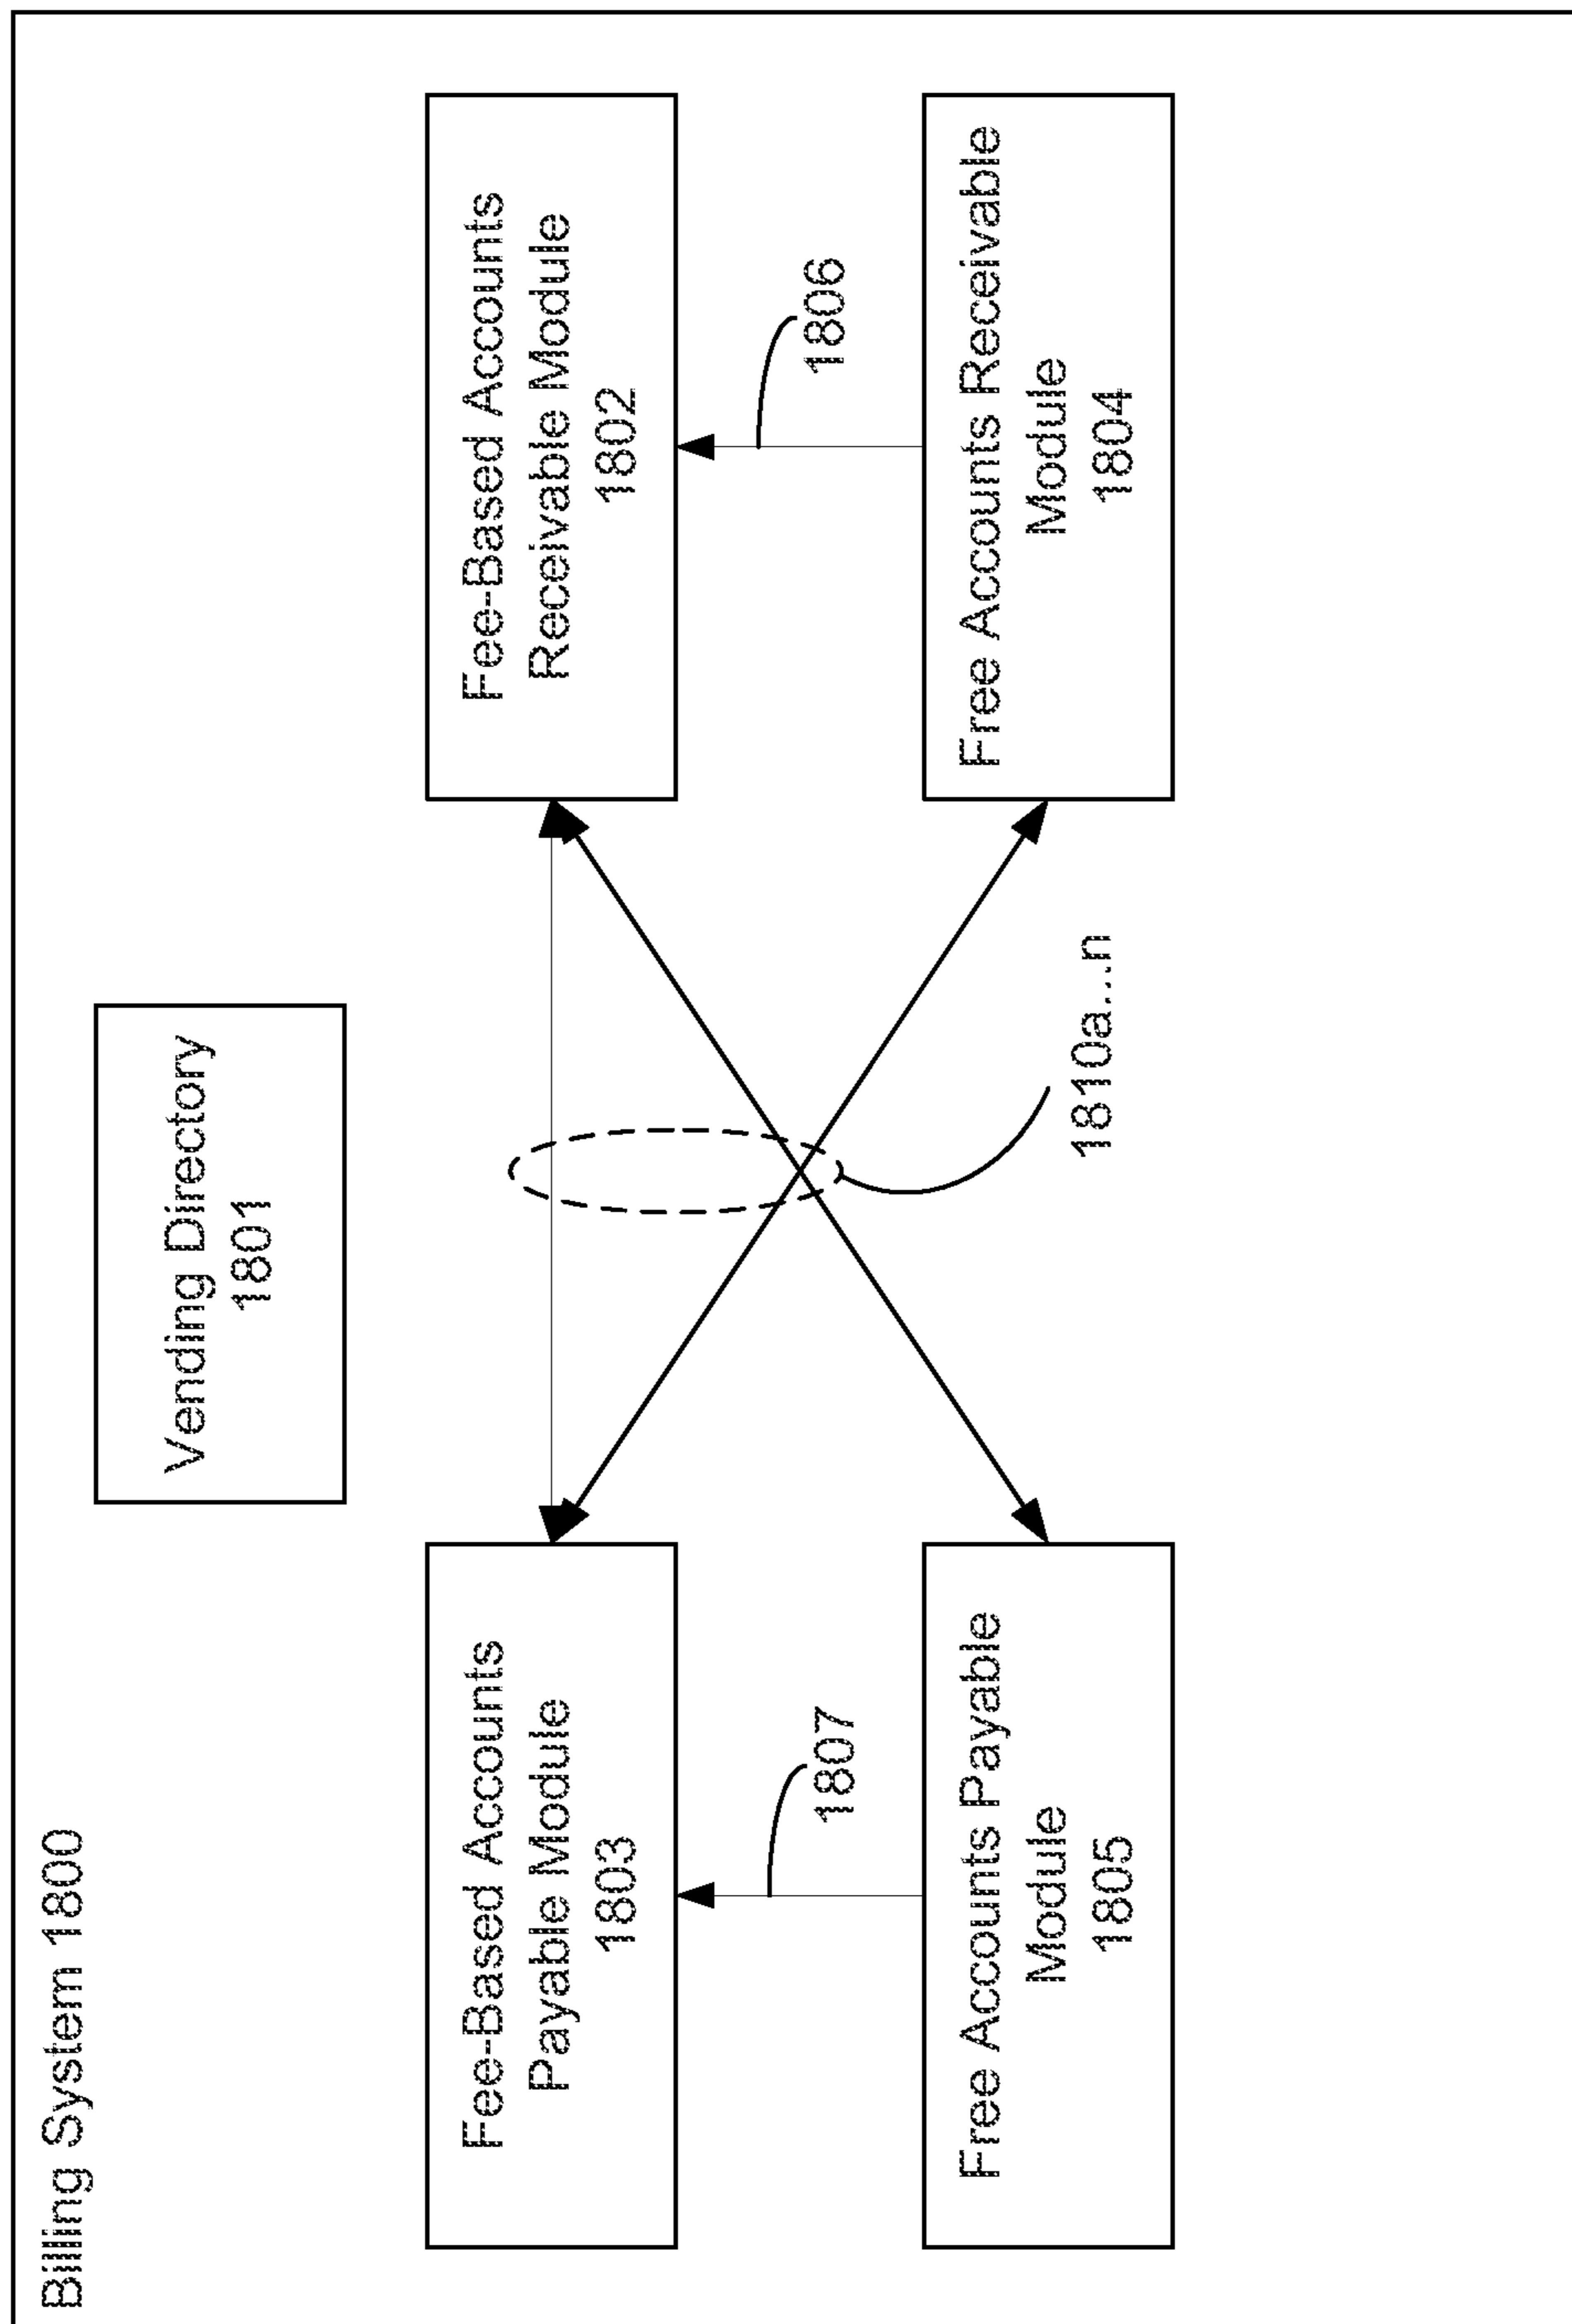 Billing System 1800
Vending Directory
1801
Fee-Based Accounts
Payable Module
1803
Fee-Based Accounts
Receivable Module
1802
1807
1806
1810a...n
Free Accounts Payable
Module
1805
Free Accounts Receivable
Module
1804